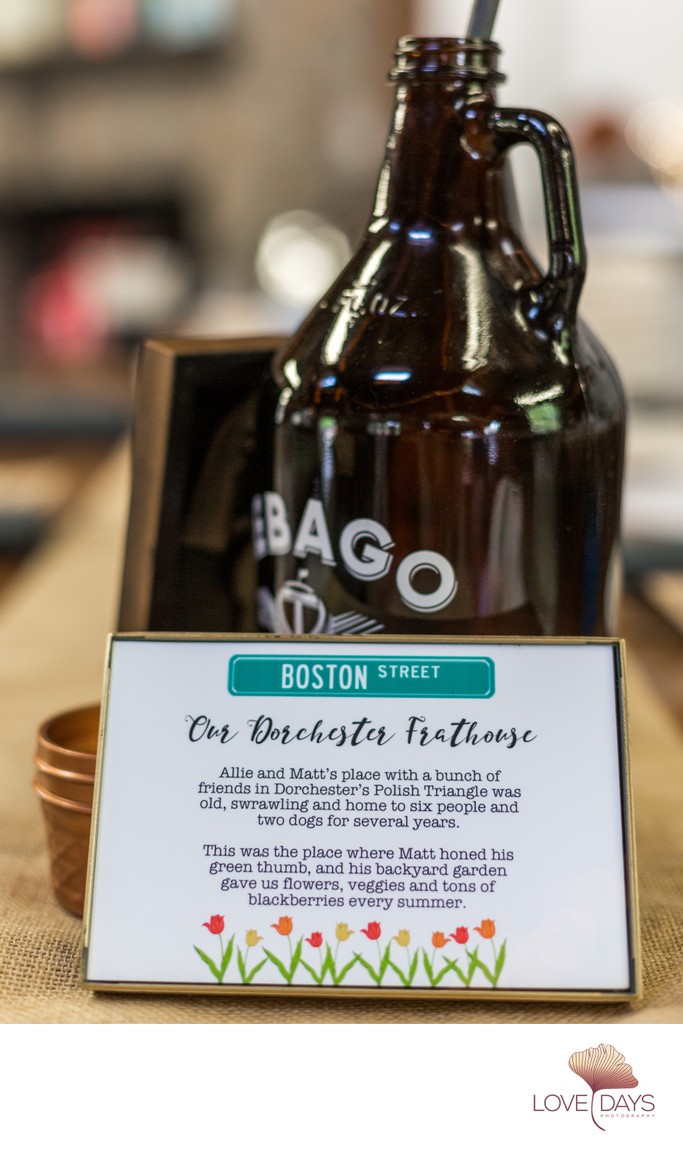 EBAGO
BOSTON STREET
Our Dorchester Frathouse
Allie and Matt's place with a bunch of
friends in Dorchester's Polish Triangle was
old, swrawling and home to six people and
two dogs for several years.
This was the place where Matt honed his
green thumb, and his backyard garden
gave us flowers, veggies and tons of
blackberries every summer.
LOVE DAYS
PHOTOGRAPHY